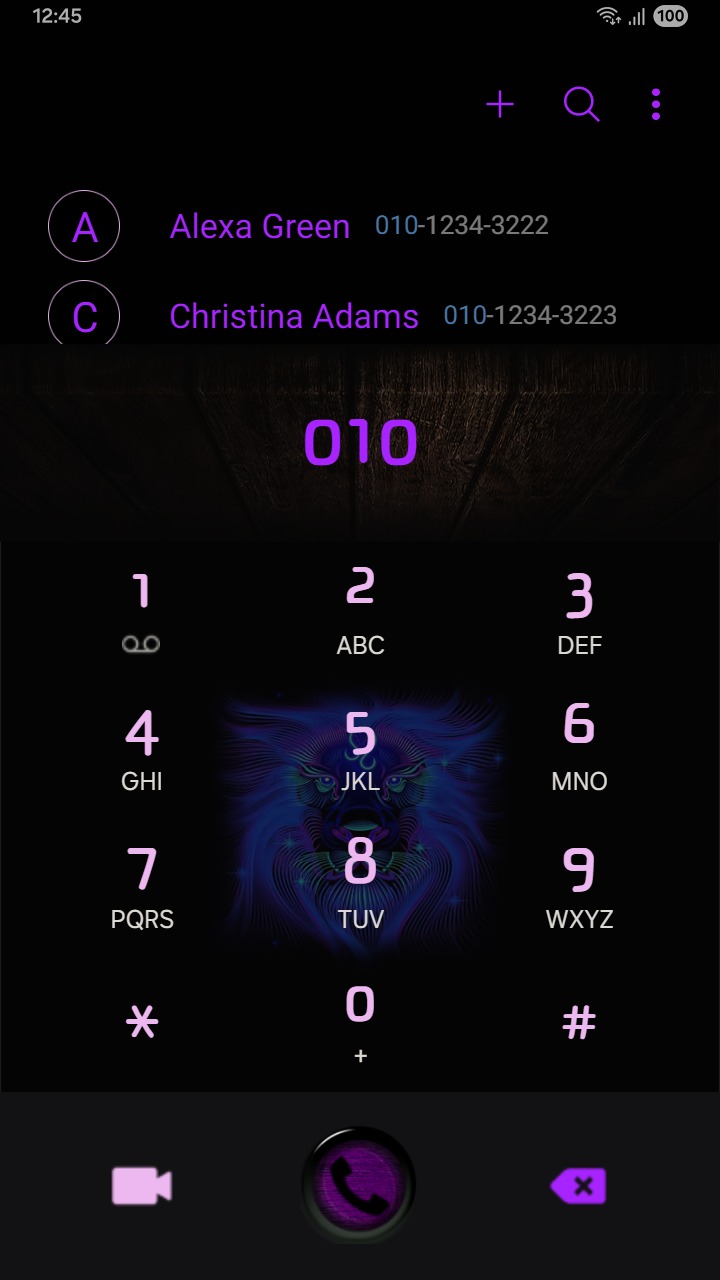 12:45 100
A Alexa Green 010-1234-3222
C Christina Adams 010-1234-3223
010
1 2 3
ABC DEF
4 5 6
GHI JKL MNO
7 8 9
PQRS TUV WXYZ
* 0 #
+